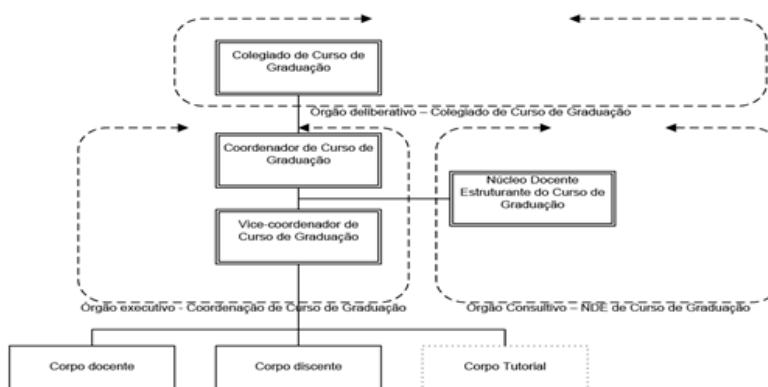 Colegiado de Curso de
Graduação
Órgão deliberativo – Colegiado de Curso de Graduação
Coordenador de Curso de
Graduação
Núcleo Docente
Estruturante do Curso de
Graduação
Vice-coordenador de
Curso de Graduação
Órgão executivo - Coordenação de Curso de Graduação
Órgão Consultivo – NDE de Curso de Graduação
Corpo docente
Corpo discente
Corpo Tutorial